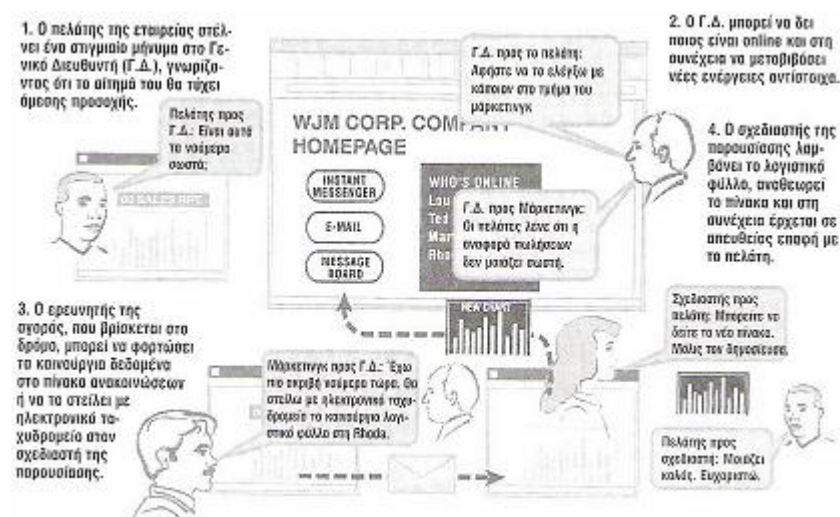 1. Ο πελάτης της εταιρείας στέλ-
νει ένα στιγμιαίο μήνυμα στο Γε-
νικό Διευθυντή (Γ.Δ.), γνωρίζο-
ντας ότι το αίτημά του θα τύχει
άμεσης προσοχής.
Πελάτης προς
Γ.Δ.: Είναι αυτά
τα νούμερα
σωστά;
SALES RPT.
Γ.Δ. προς το πελάτη:
Αφήστε να το ελέγξω με
κάποιον στο τμήμα του
μάρκετινγκ
WJM CORP. COMPANY
HOMEPAGE
INSTANT
MESSENGER
E-MAIL
MESSAGE
BOARD
WHO'S ONLINE
Lou
Ted
Mar
Rho
Γ.Δ. προς Μάρκετινγκ:
Οι πελάτες λένε ότι η
αναφορά πωλήσεων
δεν μοιάζει σωστή.
2. Ο Γ.Δ. μπορεί να δει
ποιος είναι online και στη
συνέχεια να μεταβιβάσει
νέες ενέργειες αντίστοιχα.
4. Ο σχεδιαστής της
παρουσίασης λαμ-
βάνει το λογιστικό
φύλλο, αναθεωρεί
το πίνακα και στη
συνέχεια έρχεται σε
απευθείας επαφή με
το πελάτη.
3. Ο ερευνητής της
αγοράς, που βρίσκεται στο
δρόμο, μπορεί να φορτώσει
τα καινούργια δεδομένα
στο πίνακα ανακοινώσεων
ή να τα στείλει με
ηλεκτρονικό τα-
χυδρομείο στον
σχεδιαστή της
παρουσίασης.
NEW CHART
Μάρκετινγκ προς Γ.Δ.: Έχω
πιο ακριβή νούμερα τώρα. Θα
στείλω με ηλεκτρονικό ταχυ-
δρομείο το καινούργιο λογι-
στικό φύλλο στη Rhoda.
Σχεδιαστής προς
πελάτη: Μπορείτε να
δείτε το νέο πίνακα.
Μόλις τον δημοσίευσα.
Πελάτης προς
σχεδιαστή: Μοιάζει
καλός. Ευχαριστώ.